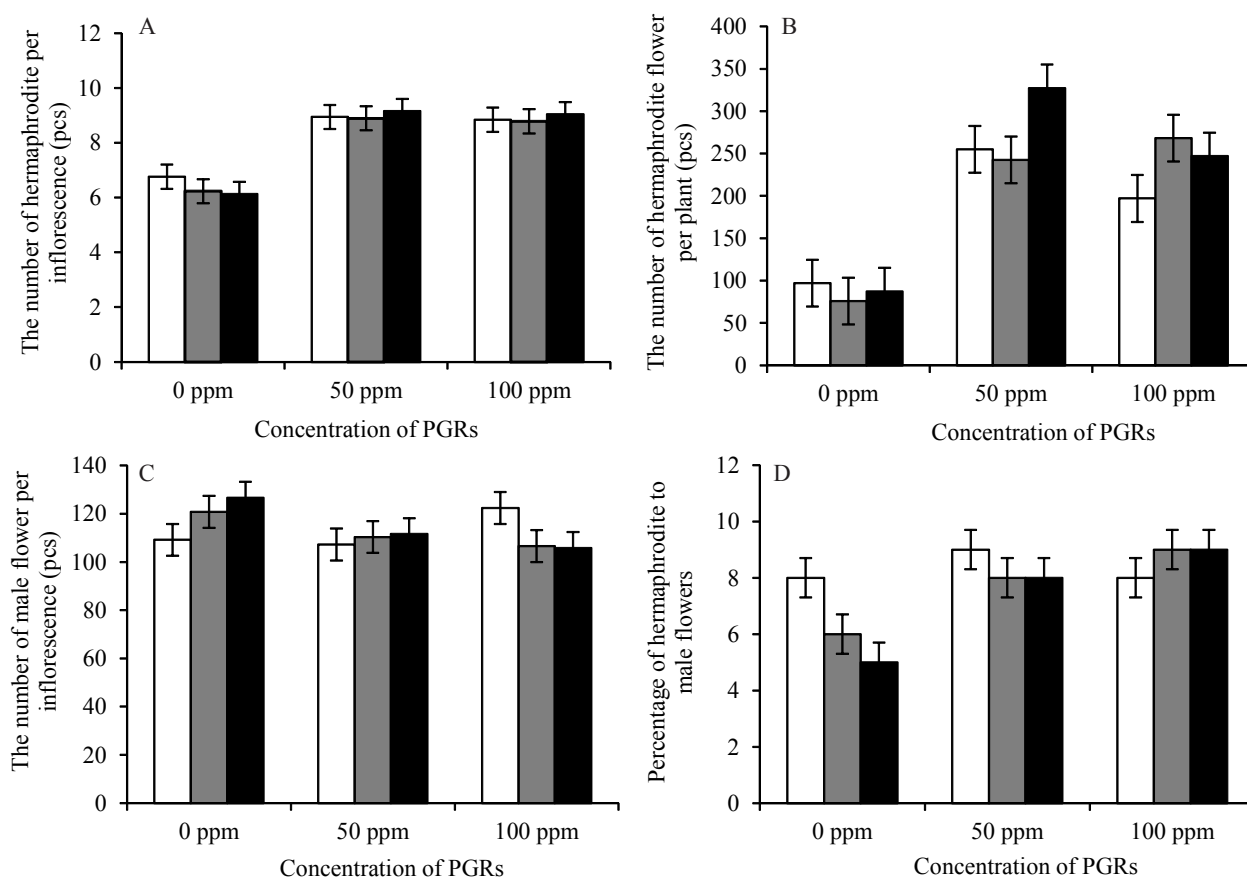 A
The number of hermaphrodite per
inflorescence (pcs)
12
10
8
6
4
2
0
0 ppm 50 ppm 100 ppm
Concentration of PGRs
B
The number of hermaphrodite flower
per plant (pcs)
400
350
300
250
200
150
100
50
0
0 ppm 50 ppm 100 ppm
Concentration of PGRs
C
The number of male flower per
inflorescence (pcs)
140
120
100
80
60
40
20
0
0 ppm 50 ppm 100 ppm
Concentration of PGRs
D
Percentage of hermaphrodite to
male flowers
12
10
8
6
4
2
0
0 ppm 50 ppm 100 ppm
Concentration of PGRs